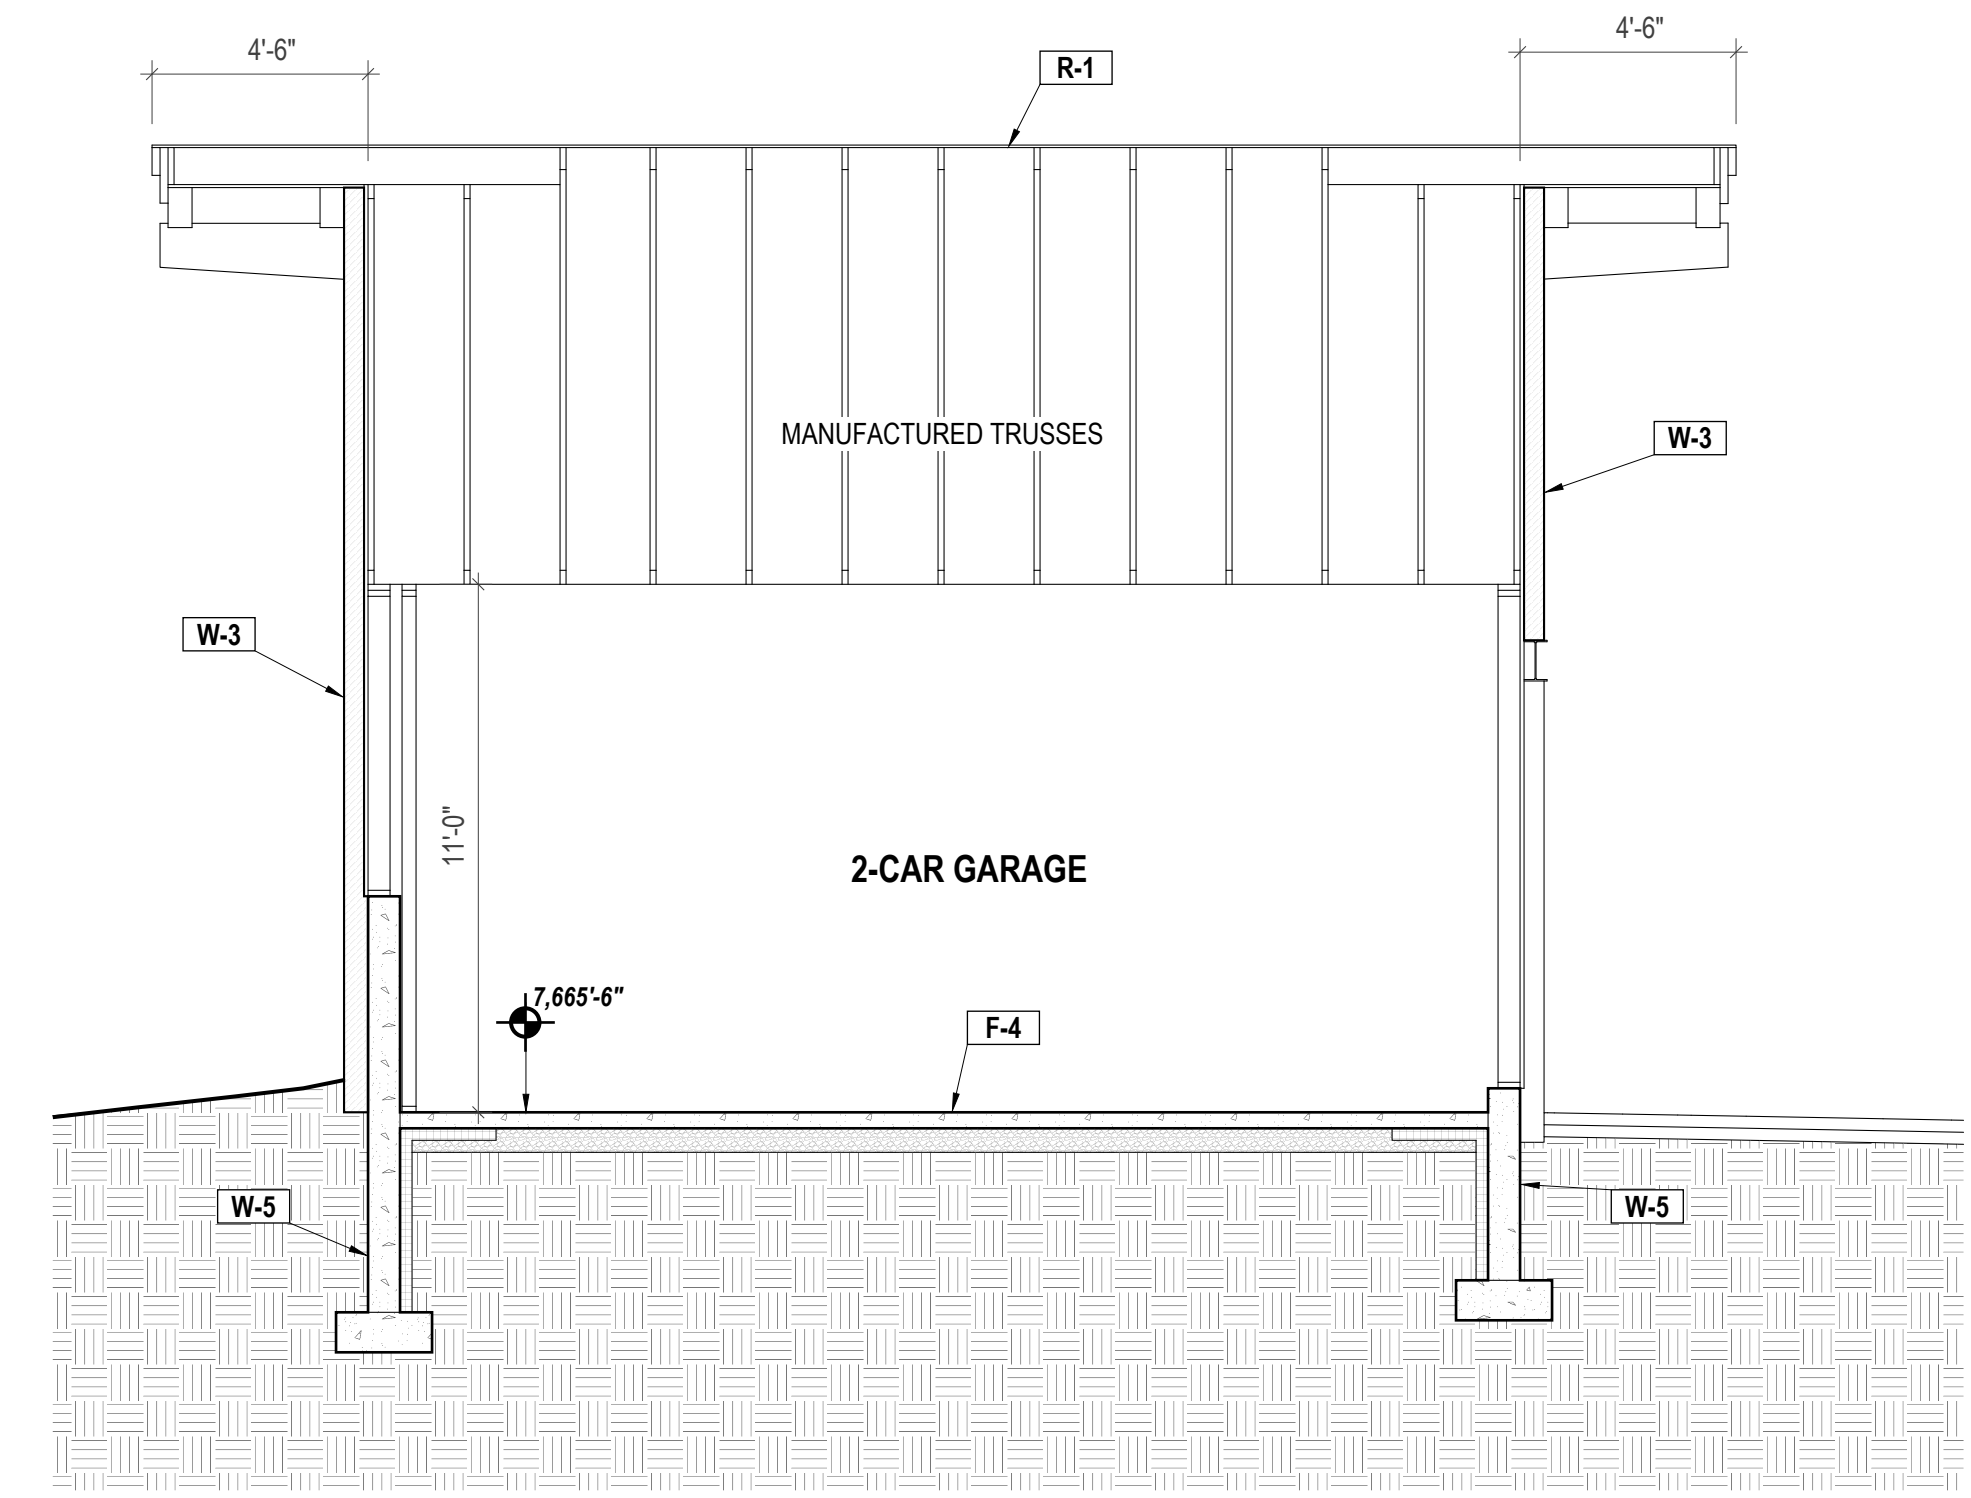 4'-6"
4'-6"
R-1
MANUFACTURED TRUSSES
W-3
W-3
11'-0"
2-CAR GARAGE
7,665'-6"
F-4
W-5
W-5